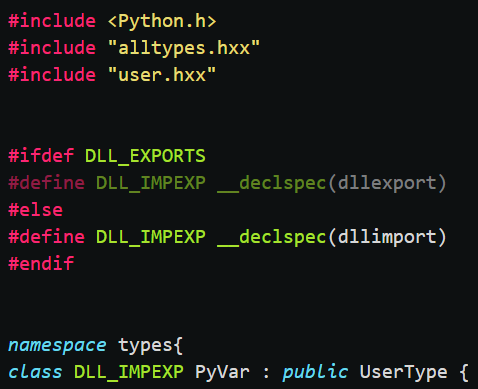 #include <Python.h>
#include "alltypes.hxx"
#include "user.hxx"
#ifdef DLL_EXPORTS
#define DLL_IMPEXP __declspec(dllexport)
#else
#define DLL_IMPEXP __declspec(dllimport)
#endif
namespace types{
class DLL_IMPEXP PyVar : public UserType {